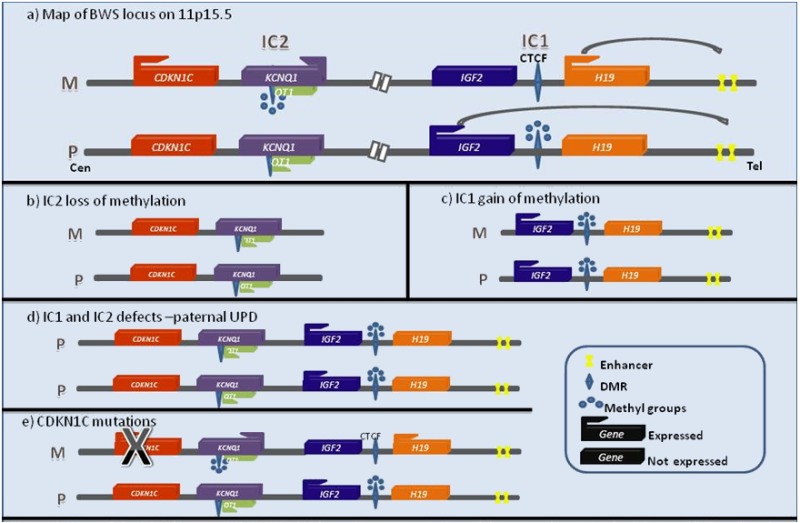 a) Map of BWS locus on 11p15.5
IC2 IC1
CTCF
M CDKN1C KCNQ1 OT1 IGF2 H19
P CDKN1C KCNQ1 OT1 IGF2 H19
Cen Tel
b) IC2 loss of methylation
M CDKN1C KCNQ1 OT1
P CDKN1C KCNQ1 OT1
c) IC1 gain of methylation
M IGF2 H19
P IGF2 H19
d) IC1 and IC2 defects –paternal UPD
P CDKN1C KCNQ1 OT1 IGF2 H19
P CDKN1C KCNQ1 OT1 IGF2 H19
e) CDKN1C mutations
CTCF
M KCNQ1 OT1 IGF2 H19
P CDKN1C KCNQ1 OT1 IGF2 H19
Enhancer
DMR
Methyl groups
Gene Expressed
Gene Not expressed